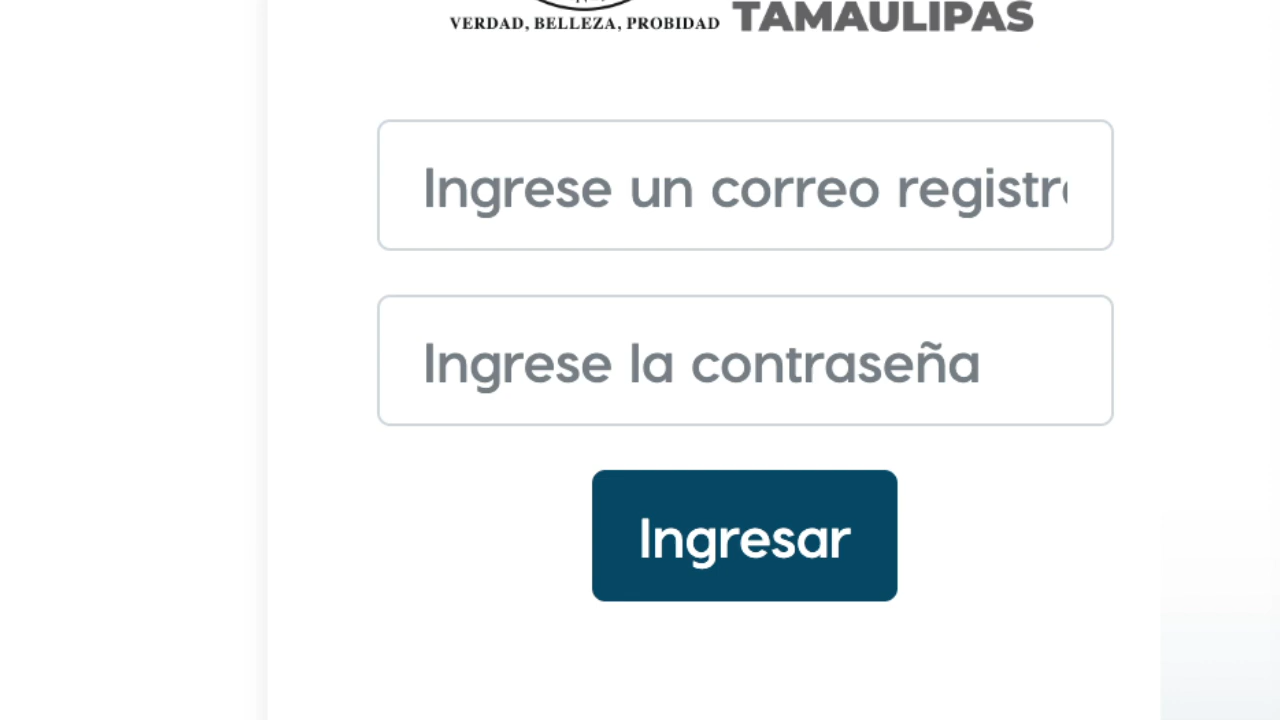 VERDAD, BELLEZA, PROBIDAD TAMAULIPAS
Ingrese un correo registr
Ingrese la contraseña
Ingresar